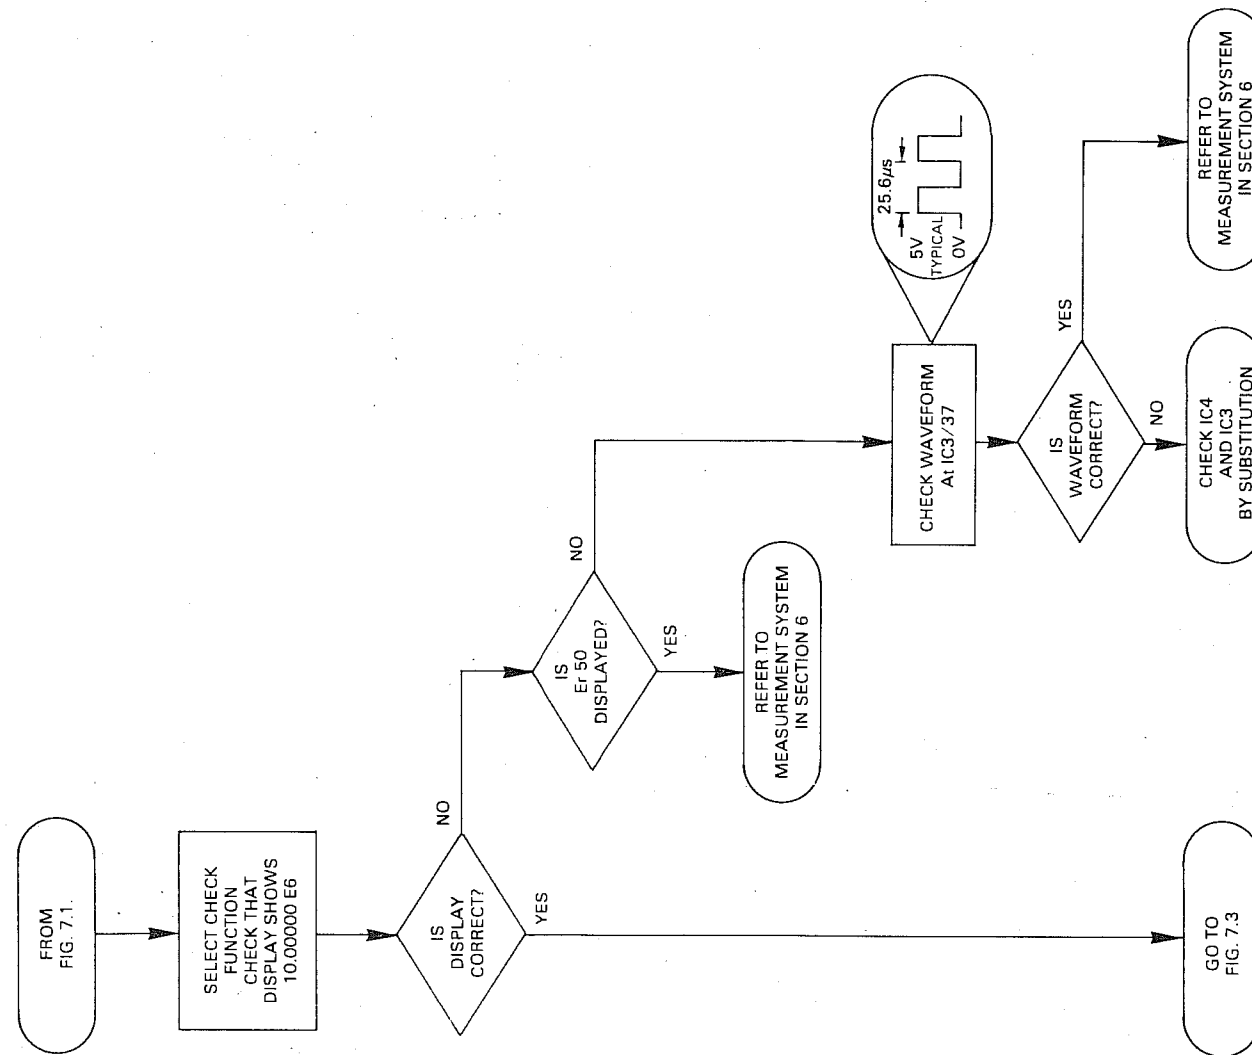 FROM
FIG. 7.1.
SELECT CHECK
FUNCTION
CHECK THAT
DISPLAY SHOWS
10.00000 E6
IS
DISPLAY
CORRECT?
NO
YES
IS
Er 50
DISPLAYED?
NO
YES
REFER TO
MEASUREMENT SYSTEM
IN SECTION 6
CHECK WAVEFORM
At IC3/37
25.6µs
5V
TYPICAL
0V
IS
WAVEFORM
CORRECT?
YES
NO
GO TO
FIG. 7.3
CHECK IC4
AND IC3
BY SUBSTITUTION
REFER TO
MEASUREMENT SYSTEM
IN SECTION 6